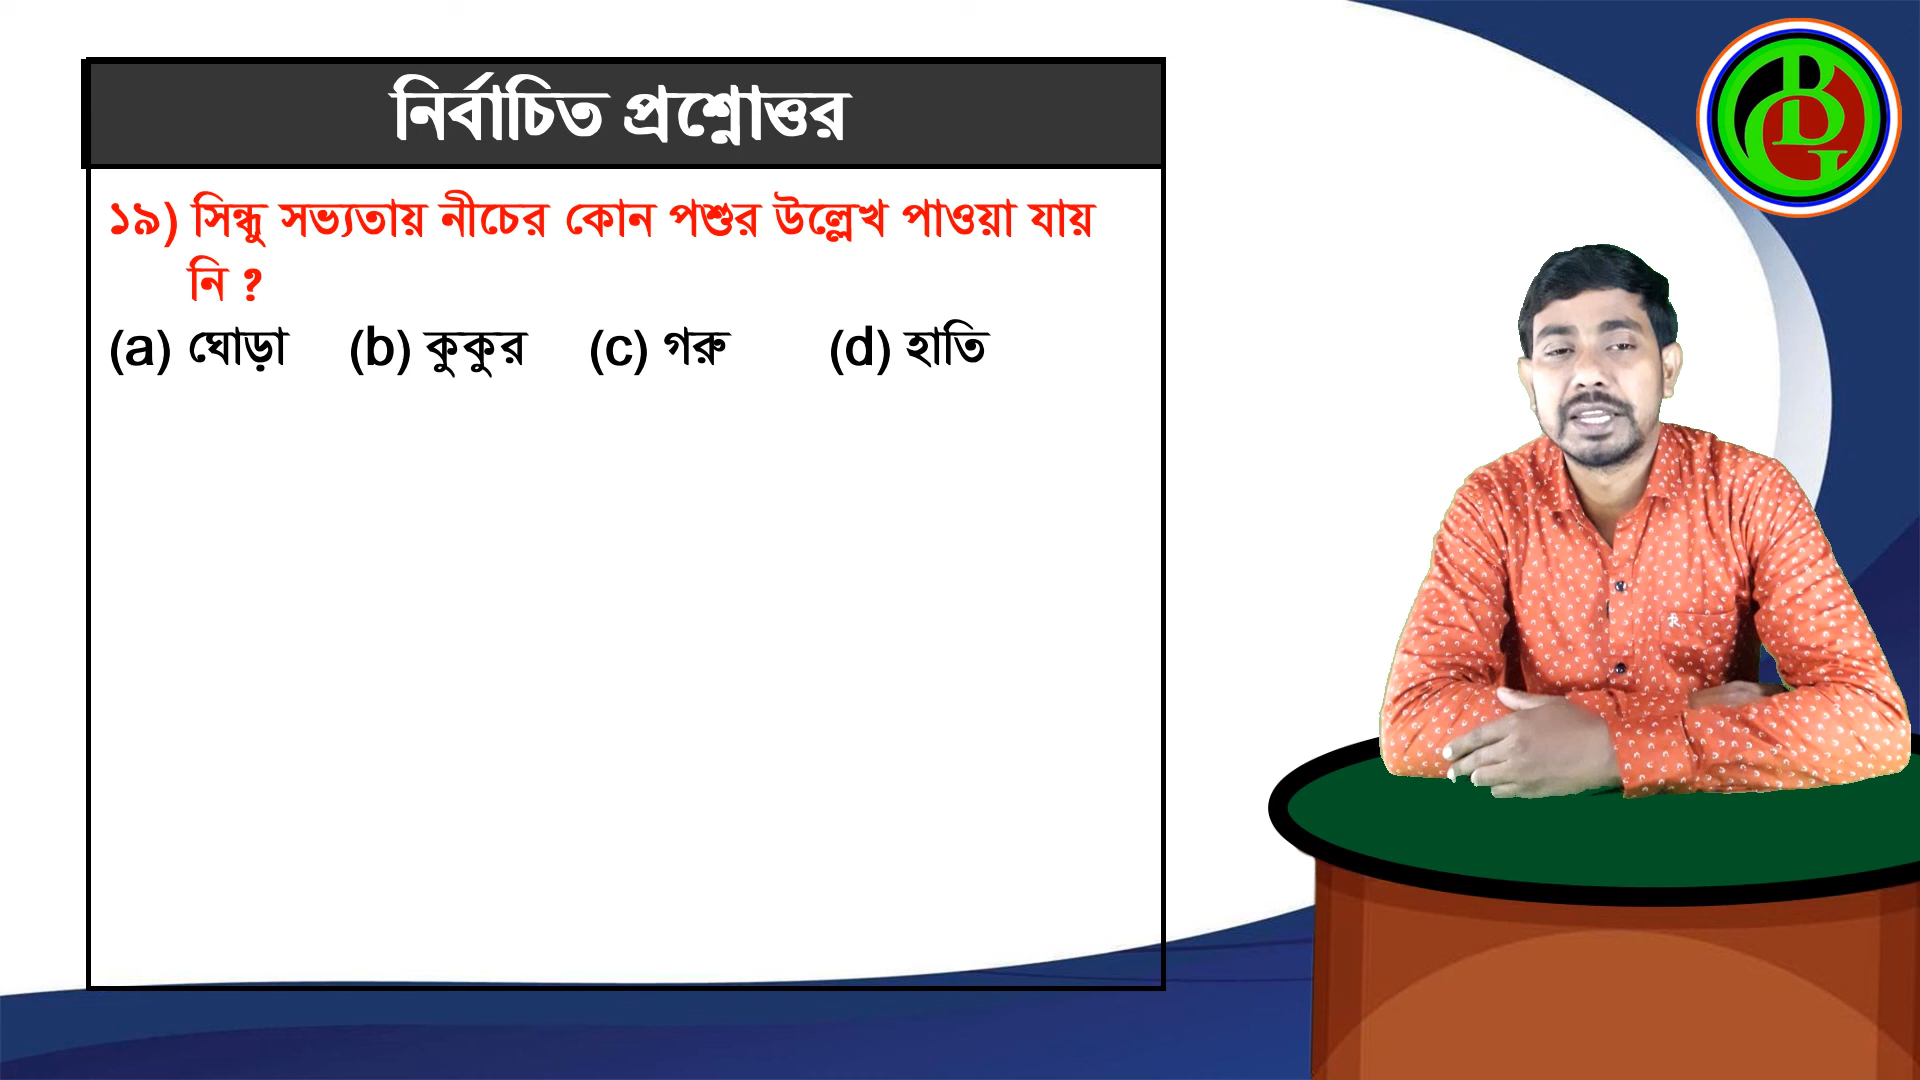 নির্বাচিত প্রশ্নোত্তর
১৯) সিন্ধু সভ্যতায় নীচের কোন পশুর উল্লেখ পাওয়া যায়
নি ?
(a) ঘোড়া (b) কুকুর (c) গরু (d) হাতি